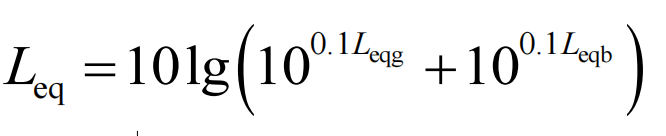 L_eq = 10lg(10^{0.1L_eqg} + 10^{0.1L_eqb})